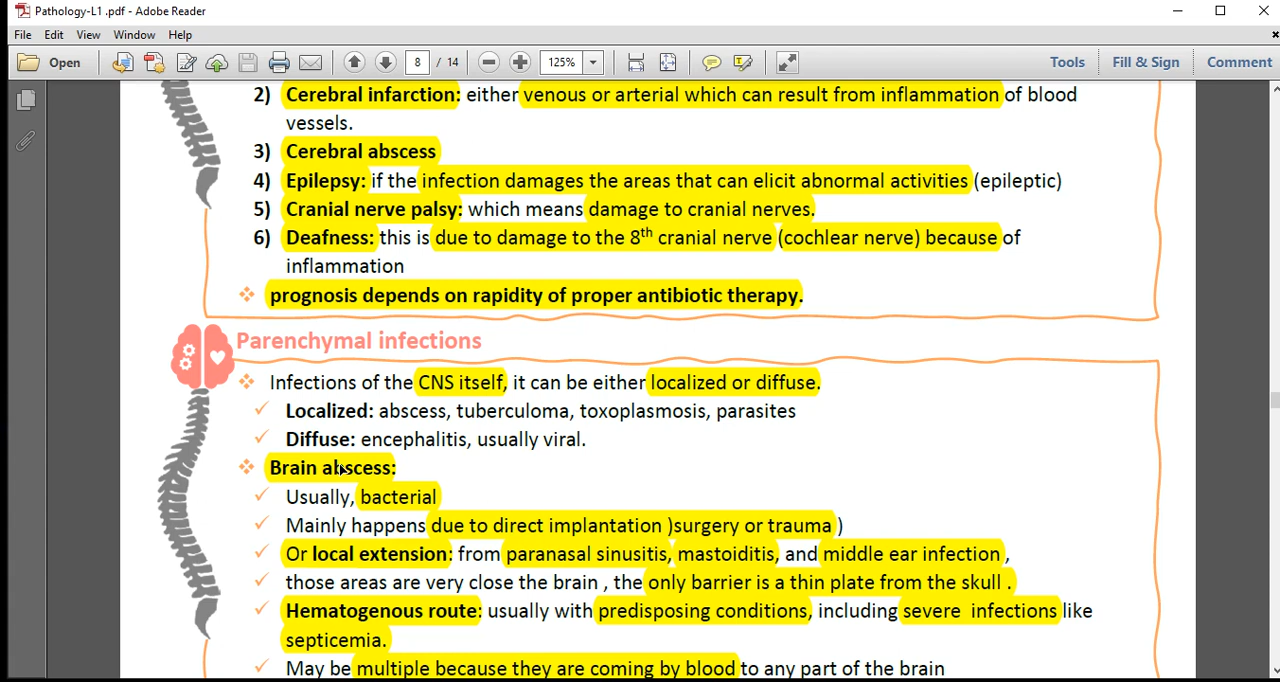 Pathology-L1 .pdf - Adobe Reader
File Edit View Window Help
Open 8 / 14 125% Tools Fill & Sign Comment
2) Cerebral infarction: either venous or arterial which can result from inflammation of blood
vessels.
3) Cerebral abscess
4) Epilepsy: if the infection damages the areas that can elicit abnormal activities (epileptic)
5) Cranial nerve palsy: which means damage to cranial nerves.
6) Deafness: this is due to damage to the 8th cranial nerve (cochlear nerve) because of
inflammation
prognosis depends on rapidity of proper antibiotic therapy.
Parenchymal infections
Infections of the CNS itself, it can be either localized or diffuse.
Localized: abscess, tuberculoma, toxoplasmosis, parasites
Diffuse: encephalitis, usually viral.
Brain abscess:
Usually, bacterial
Mainly happens due to direct implantation )surgery or trauma )
Or local extension: from paranasal sinusitis, mastoiditis, and middle ear infection ,
those areas are very close the brain , the only barrier is a thin plate from the skull .
Hematogenous route: usually with predisposing conditions, including severe infections like
septicemia.
May be multiple because they are coming by blood to any part of the brain